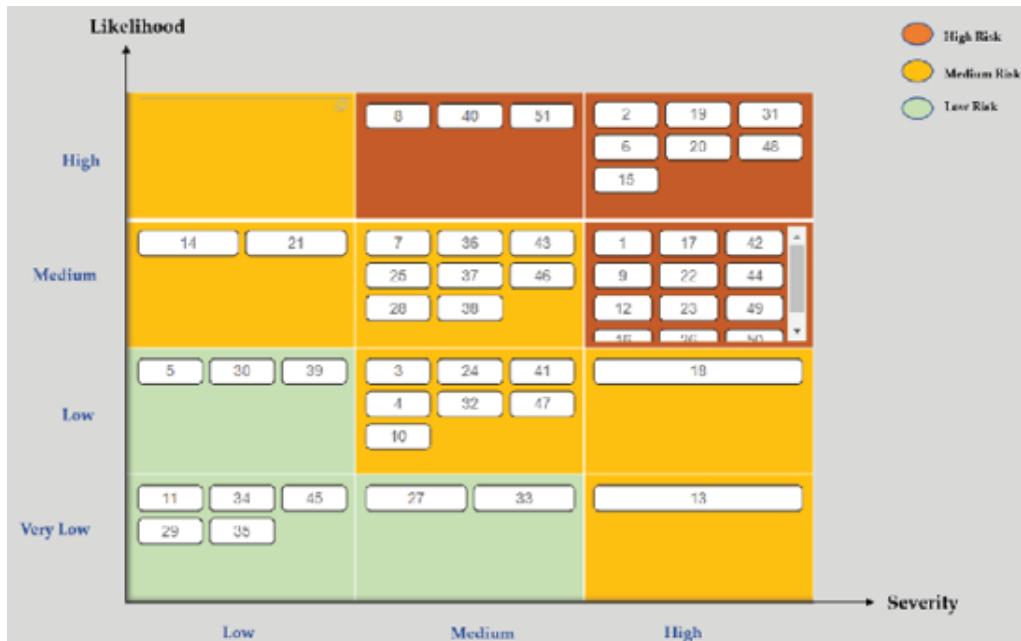 Likelihood
High Risk
Medium Risk
Low Risk
High
8 40 51
2 19 31
6 20 48
15
Medium
14 21
7 36 43
25 37 46
28 38
1 17 42
9 22 44
12 23 49
16 26 50
Low
5 30 39
3 24 41
4 32 47
10
18
Very Low
11 34 45
29 35
27 33
13
Severity
Low Medium High